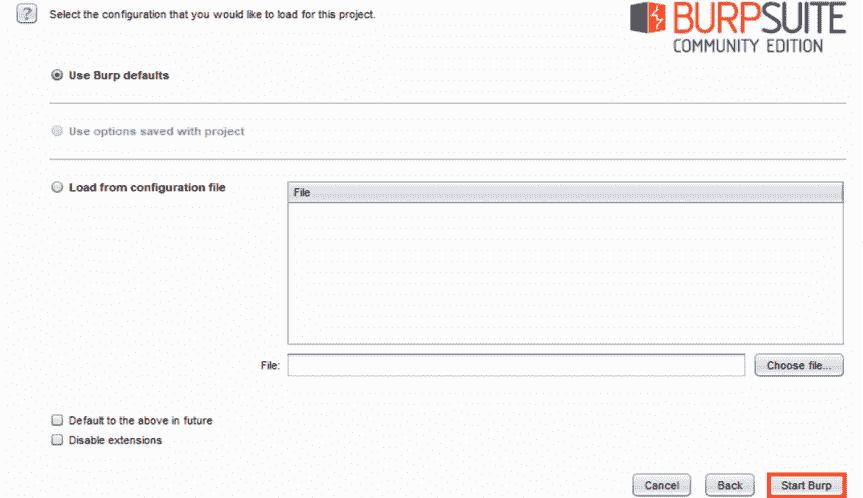 ?
Select the configuration that you would like to load for this project.
BURPSUITE
COMMUNITY EDITION
Use Burp defaults
Use options saved with project
Load from configuration file
File
File:
Choose file...
Default to the above in future
Disable extensions
Cancel
Back
Start Burp